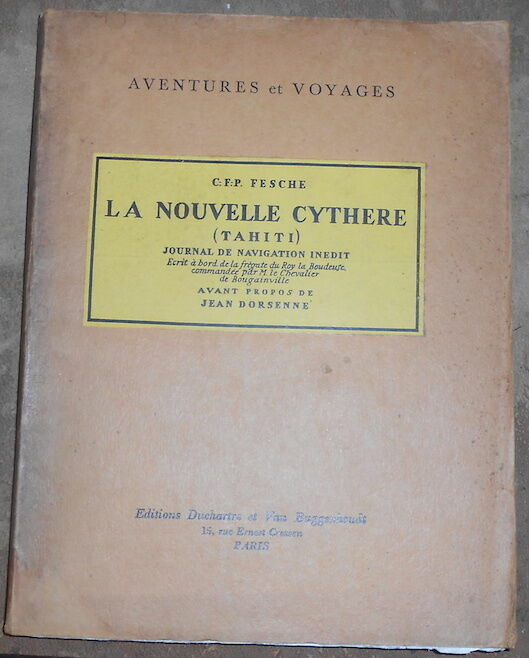 AVENTURES et VOYAGES
C.F.P. FESCHE
LA NOUVELLE CYTHERE
(TAHITI)
JOURNAL DE NAVIGATION INEDIT
Ecrit à bord de la frégate du Roy la Boudeuse,
commandée par M. le Chevalier
de Bougainville
AVANT PROPOS DE
JEAN DORSENNE
Editions Duchartre et Van Buggenhoudt
15, rue Ernest Cresson
PARIS